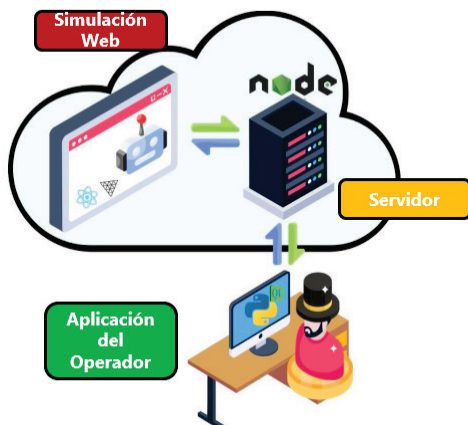 Simulación
Web
node
Servidor
Aplicación
del
Operador